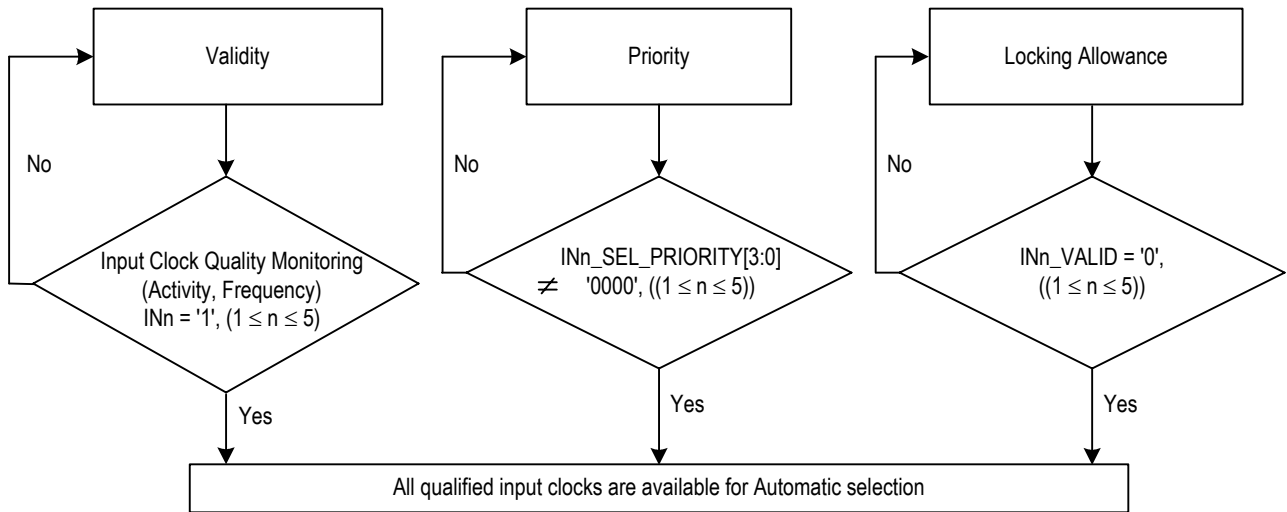 Validity
Priority
Locking Allowance
No
No
No
Input Clock Quality Monitoring
(Activity, Frequency)
INn = '1', (1 ≤ n ≤ 5)
INn_SEL_PRIORITY[3:0]
≠ '0000', ((1 ≤ n ≤ 5))
INn_VALID = '0',
((1 ≤ n ≤ 5))
Yes
Yes
Yes
All qualified input clocks are available for Automatic selection